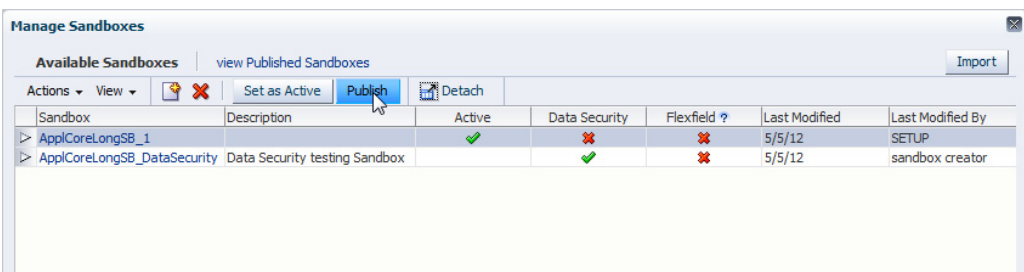 Manage Sandboxes
Available Sandboxes view Published Sandboxes Import
Actions View Set as Active Publish Detach
Sandbox Description Active Data Security Flexfield ? Last Modified Last Modified By
ApplCoreLongSB_1 5/5/12 SETUP
ApplCoreLongSB_DataSecurity Data Security testing Sandbox 5/5/12 sandbox creator